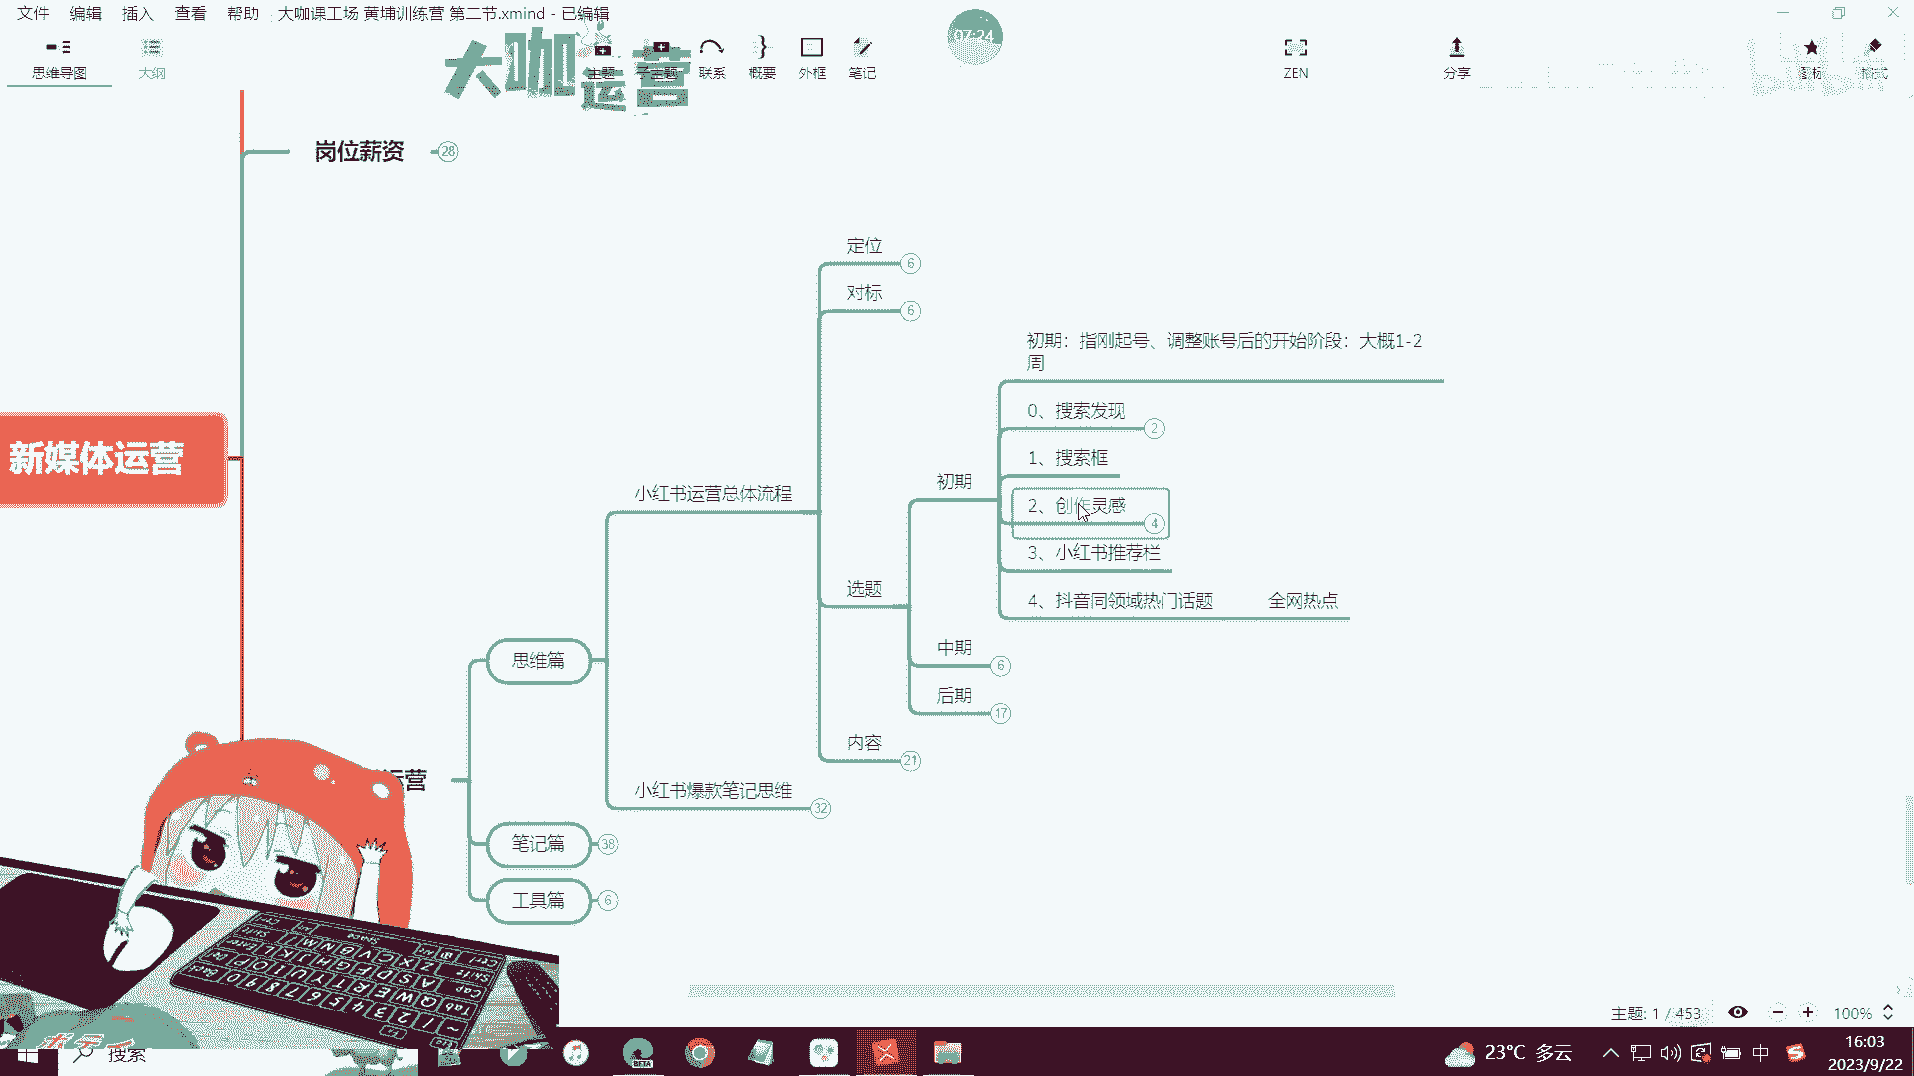 文件 编辑 插入 查看 帮助 大咖课工场 黄埔训练营 第二节.xmind - 已编辑
07:24
大咖运营
思维导图 大纲 主题 子主题 联系 概要 外框 笔记 ZEN 分享 图标 格式
岗位薪资 28
定位 6
对标 6
初期：指刚起号、调整账号后的开始阶段：大概1-2
周
0、搜索发现 2
1、搜索框
初期
小红书运营总体流程
2、创作灵感 4
3、小红书推荐栏
选题
4、抖音同领域热门话题 全网热点
新媒体运营
中期 6
思维篇
后期 17
内容 21
运营
小红书爆款笔记思维 32
笔记篇 38
工具篇 6
主题: 1 / 453 100%
搜索
BETA
23°C 多云 中
16:03
2023/9/22